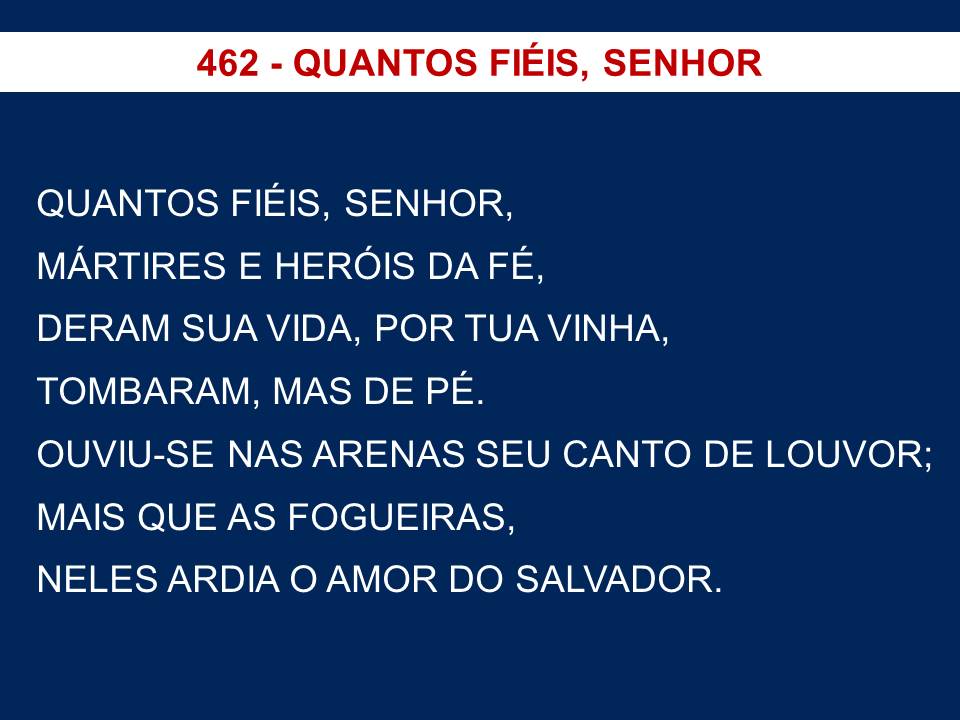 462 - QUANTOS FIÉIS, SENHOR
QUANTOS FIÉIS, SENHOR,
MÁRTIRES E HERÓIS DA FÉ,
DERAM SUA VIDA, POR TUA VINHA,
TOMBARAM, MAS DE PÉ.
OUVIU-SE NAS ARENAS SEU CANTO DE LOUVOR;
MAIS QUE AS FOGUEIRAS,
NELES ARDIA O AMOR DO SALVADOR.